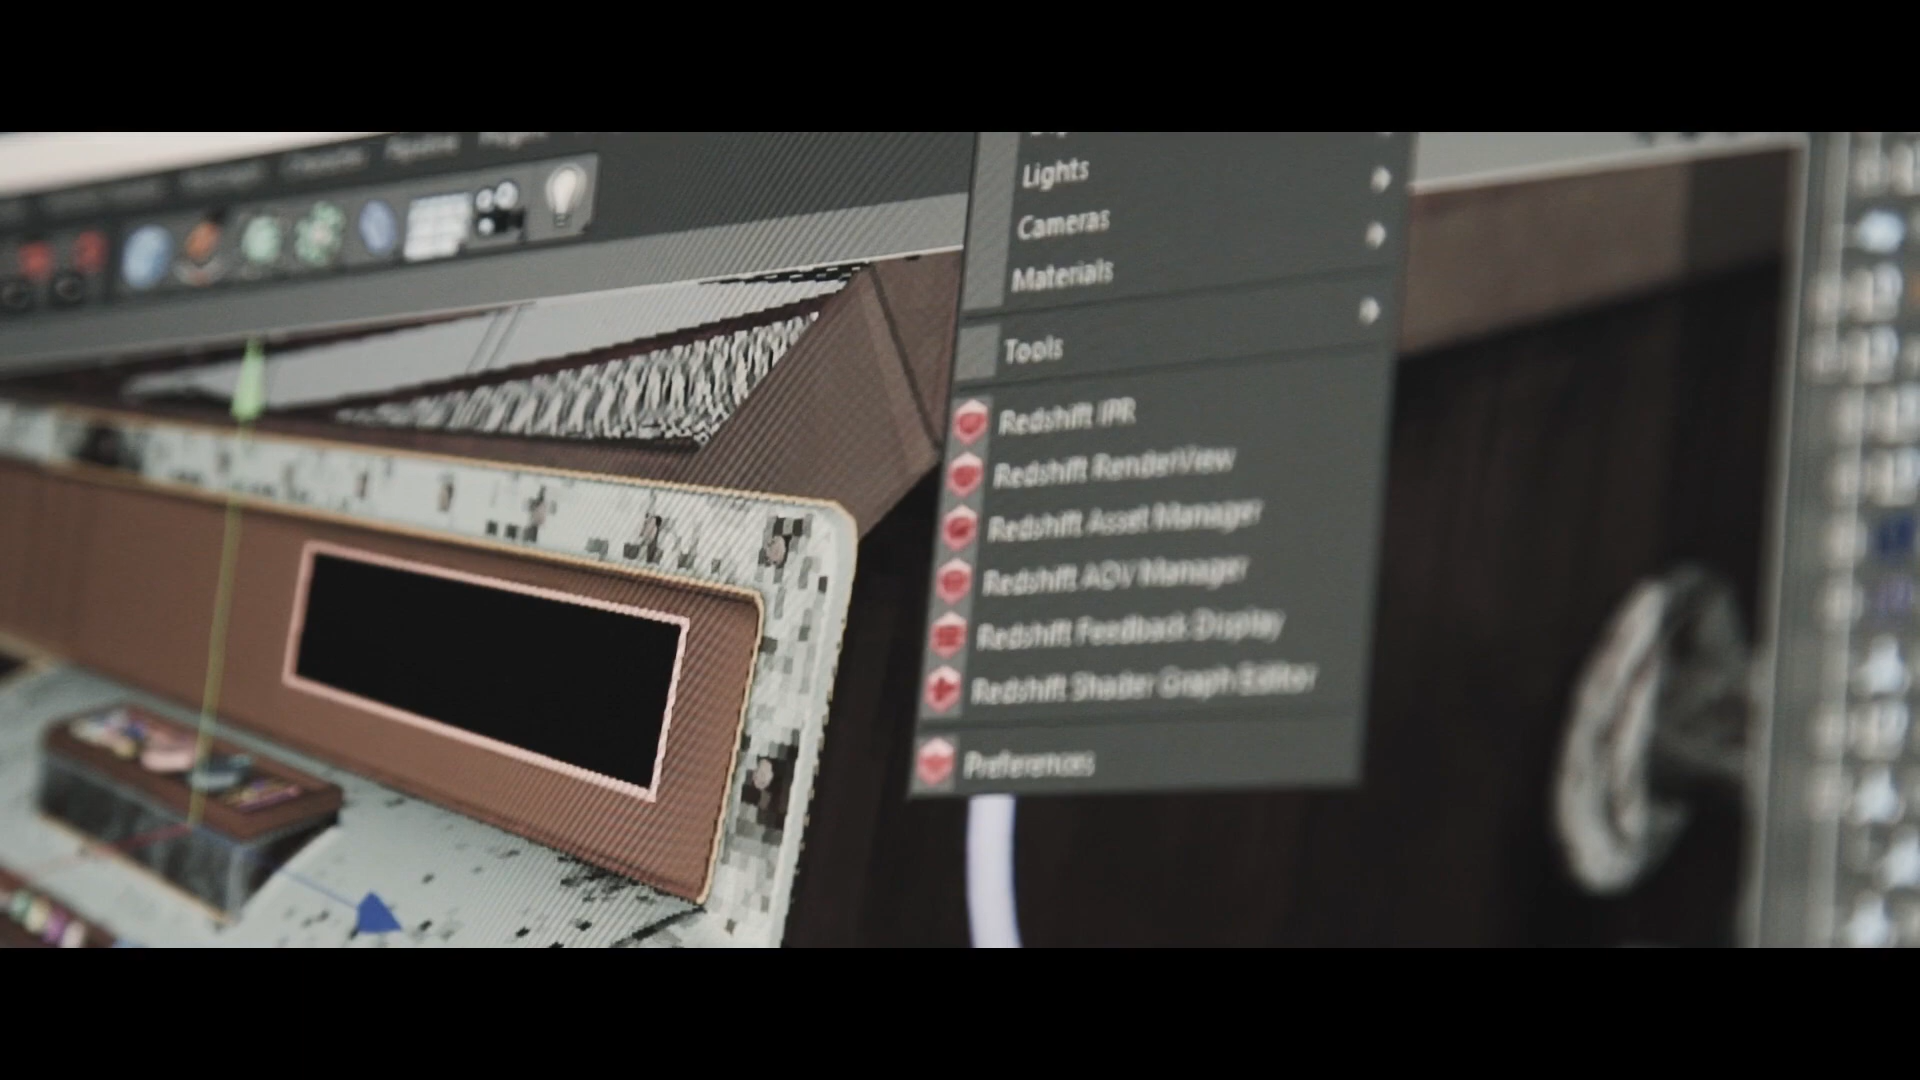 Lights
Cameras
Materials
Tools
Redshift IPR
Redshift RenderView
Redshift Asset Manager
Redshift AOV Manager
Redshift Feedback Display
Redshift Shader Graph Editor
Preferences